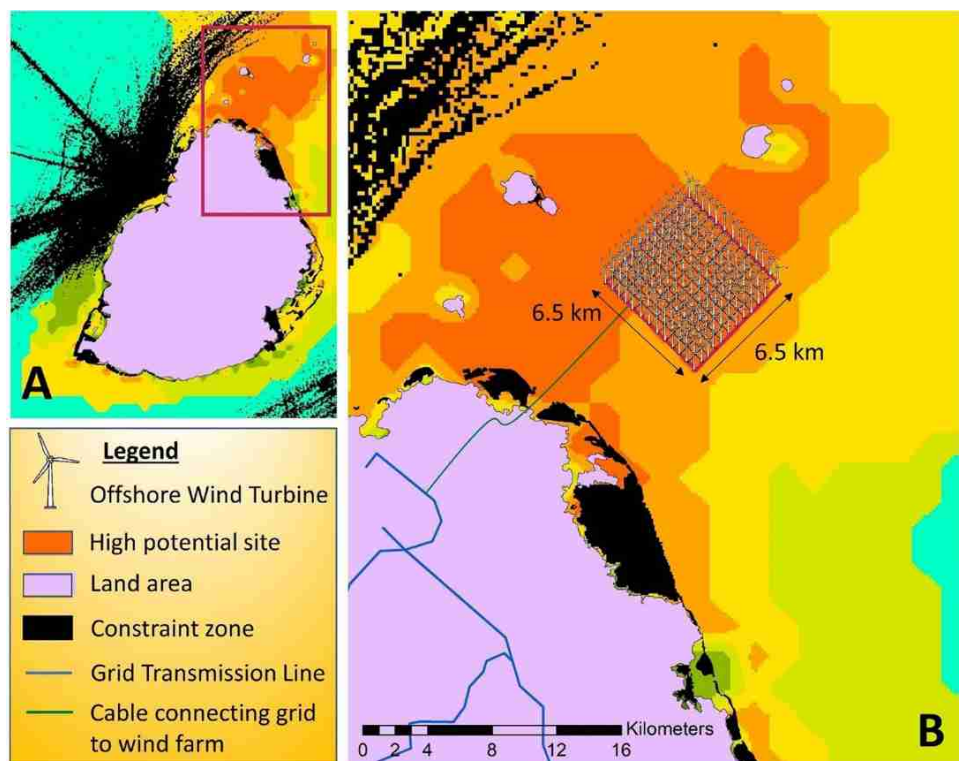 A
Legend
Offshore Wind Turbine
High potential site
Land area
Constraint zone
Grid Transmission Line
Cable connecting grid
to wind farm
6.5 km
6.5 km
Kilometers
0 2 4 8 12 16
B